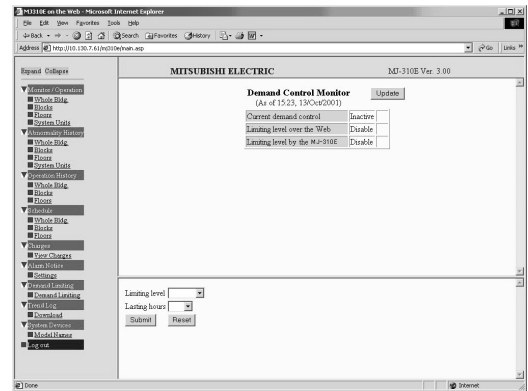 MJ310E on the Web - Microsoft Internet Explorer
File Edit View Favorites Tools Help
Back Search Favorites History
Address http://10.130.7.61/mj310e/main.asp Go Links
Expand Collapse
MITSUBISHI ELECTRIC MJ-310E Ver. 3.00
Monitor / Operation
Whole Bldg.
Blocks
Floors
System Units
Abnormality History
Whole Bldg.
Blocks
Floors
System Units
Operation History
Whole Bldg.
Blocks
Floors
Schedule
Whole Bldg.
Blocks
Floors
Charges
View Charges
Alarm Notice
Settings
Demand Limiting
Demand Limiting
Trend Log
Download
System Devices
Model Names
Log out
Demand Control Monitor Update
(As of 15:23, 13/Oct/2001)
Current demand control Inactive
Limiting level over the Web Disable
Limiting level by the MJ-310E Disable
Limiting level
Lasting hours
Submit Reset
Done Internet